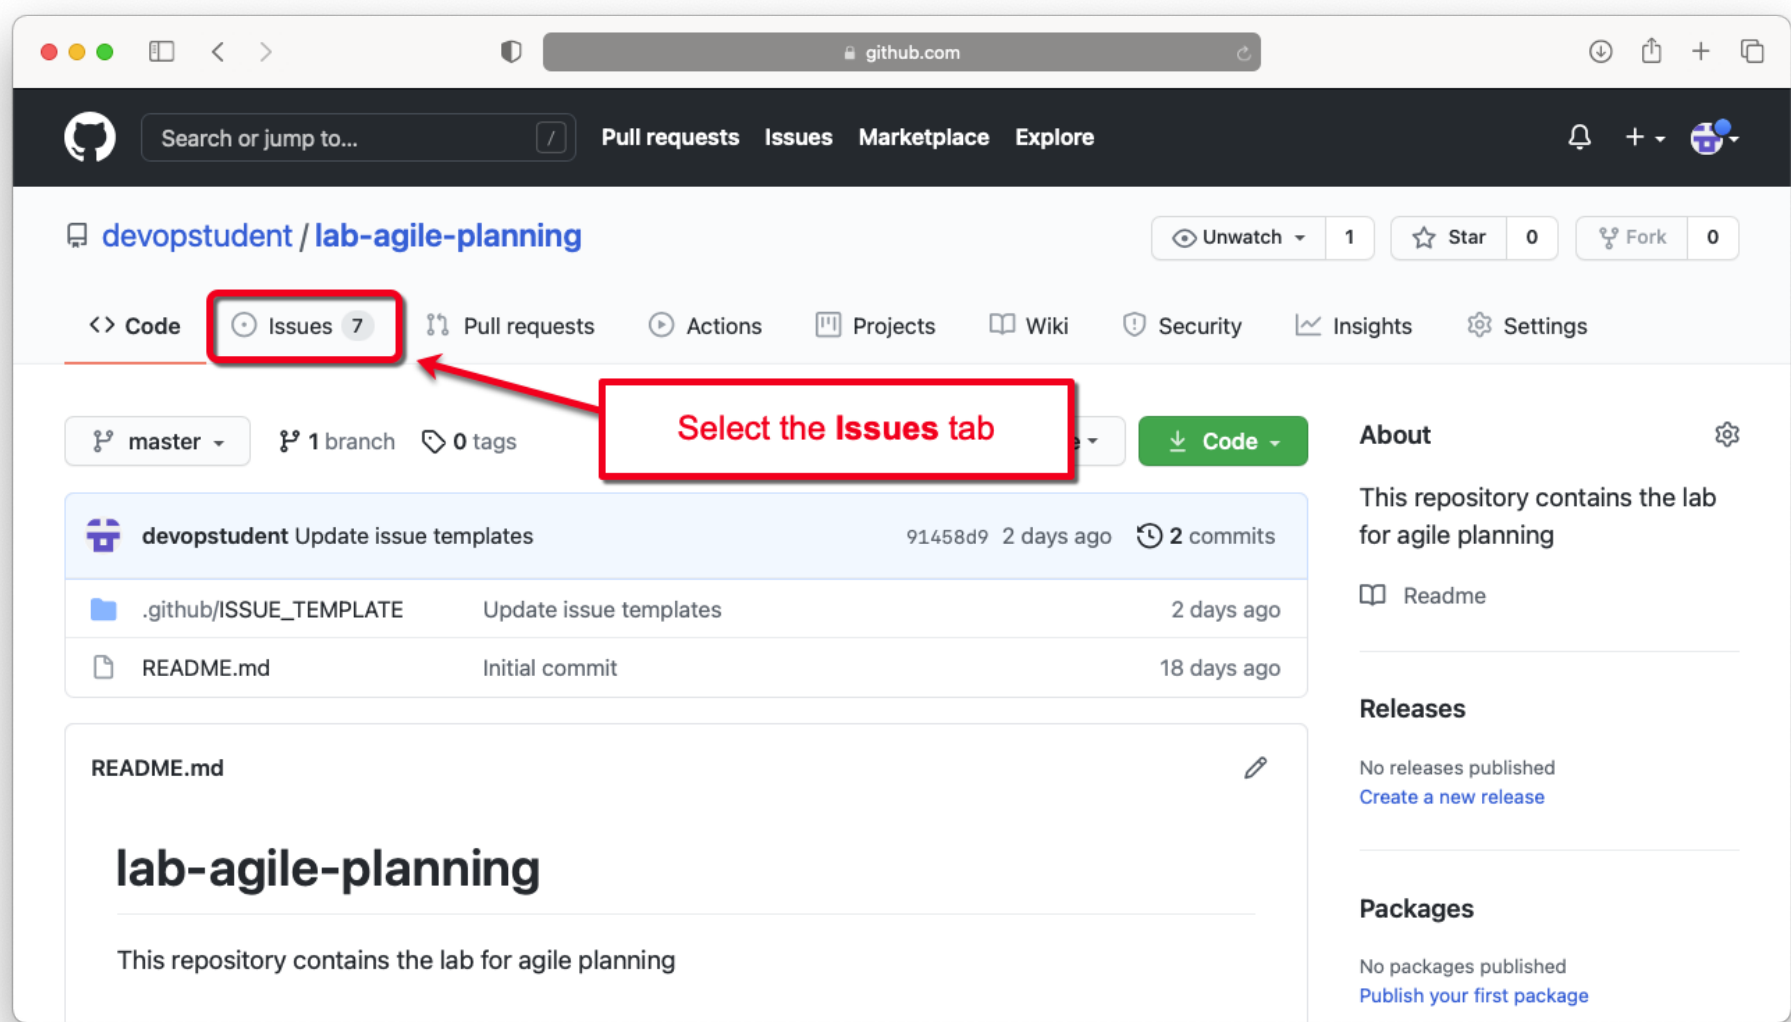 github.com
Search or jump to... / Pull requests Issues Marketplace Explore
devopstudent / lab-agile-planning Unwatch 1 Star 0 Fork 0
Code Issues 7 Pull requests Actions Projects Wiki Security Insights Settings
Select the Issues tab
master 1 branch 0 tags Code About
This repository contains the lab
for agile planning
devopstudent Update issue templates 91458d9 2 days ago 2 commits
.github/ISSUE_TEMPLATE Update issue templates 2 days ago
Readme
README.md Initial commit 18 days ago
Releases
README.md
No releases published
Create a new release
lab-agile-planning
Packages
This repository contains the lab for agile planning
No packages published
Publish your first package